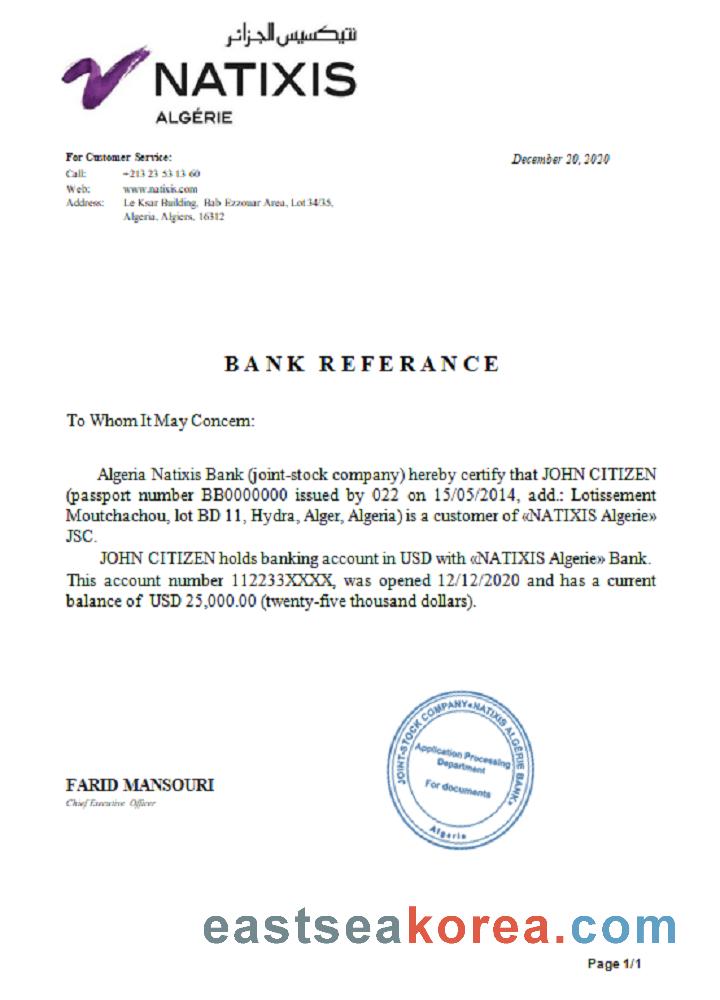 نتيكسيس الجزائر
NATIXIS
ALGÉRIE
For Customer Service:
Call: +213 23 53 13 60
Web: www.natixis.com
Address: Le Ksar Building, Bab Ezzouar Area, Lot 34/35,
Algeria, Algiers, 16312
December 20, 2020
BANK REFERANCE
To Whom It May Concern:
Algeria Natixis Bank (joint-stock company) hereby certify that JOHN CITIZEN
(passport number BB0000000 issued by 022 on 15/05/2014, add.: Lotissement
Moutchachou, lot BD 11, Hydra, Alger, Algeria) is a customer of «NATIXIS Algerie»
JSC.
JOHN CITIZEN holds banking account in USD with «NATIXIS Algerie» Bank.
This account number 112233XXXX, was opened 12/12/2020 and has a current
balance of USD 25,000.00 (twenty-five thousand dollars).
JOINT-STOCK COMPANY«NATIXIS ALGERIE BANK»
Application Processing
Department
For documents
Algeria
FARID MANSOURI
Chief Executive Officer
eastseakorea.com
Page 1/1